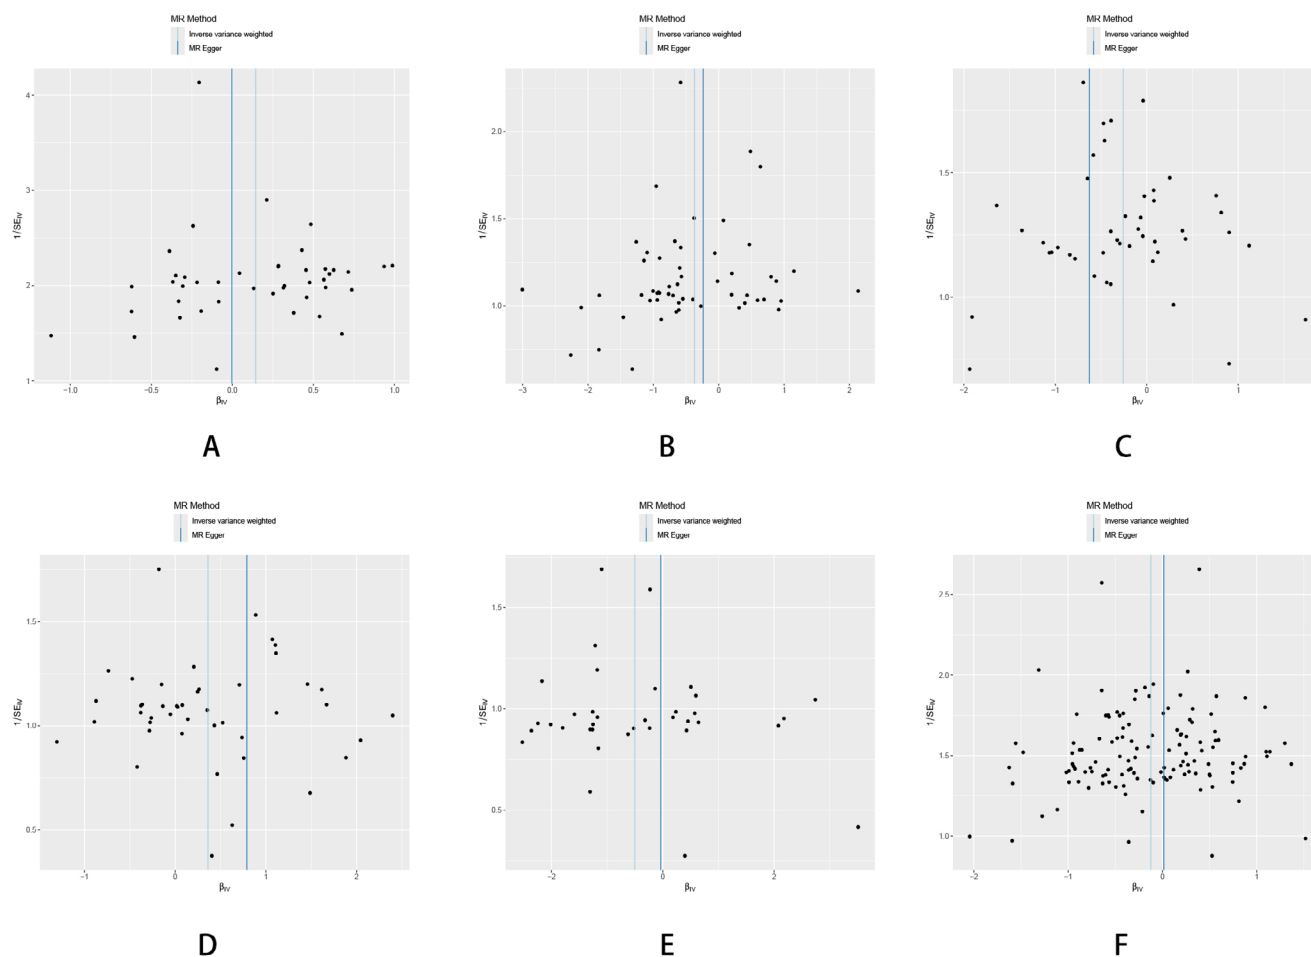 MR Method
Inverse variance weighted
MR Egger
4
3
2
1
1/SE_IV
−1.0 −0.5 0.0 0.5 1.0
β_IV
A
MR Method
Inverse variance weighted
MR Egger
2.0
1.5
1.0
1/SE_IV
−3 −2 −1 0 1 2
β_IV
B
MR Method
Inverse variance weighted
MR Egger
1.5
1.0
1/SE_IV
−2 −1 0 1
β_IV
C
MR Method
Inverse variance weighted
MR Egger
1.5
1.0
0.5
1/SE_IV
−1 0 1 2
β_IV
D
MR Method
Inverse variance weighted
MR Egger
1.5
1.0
0.5
1/SE_IV
−2 0 2
β_IV
E
MR Method
Inverse variance weighted
MR Egger
2.5
2.0
1.5
1.0
1/SE_IV
−2 −1 0 1
β_IV
F